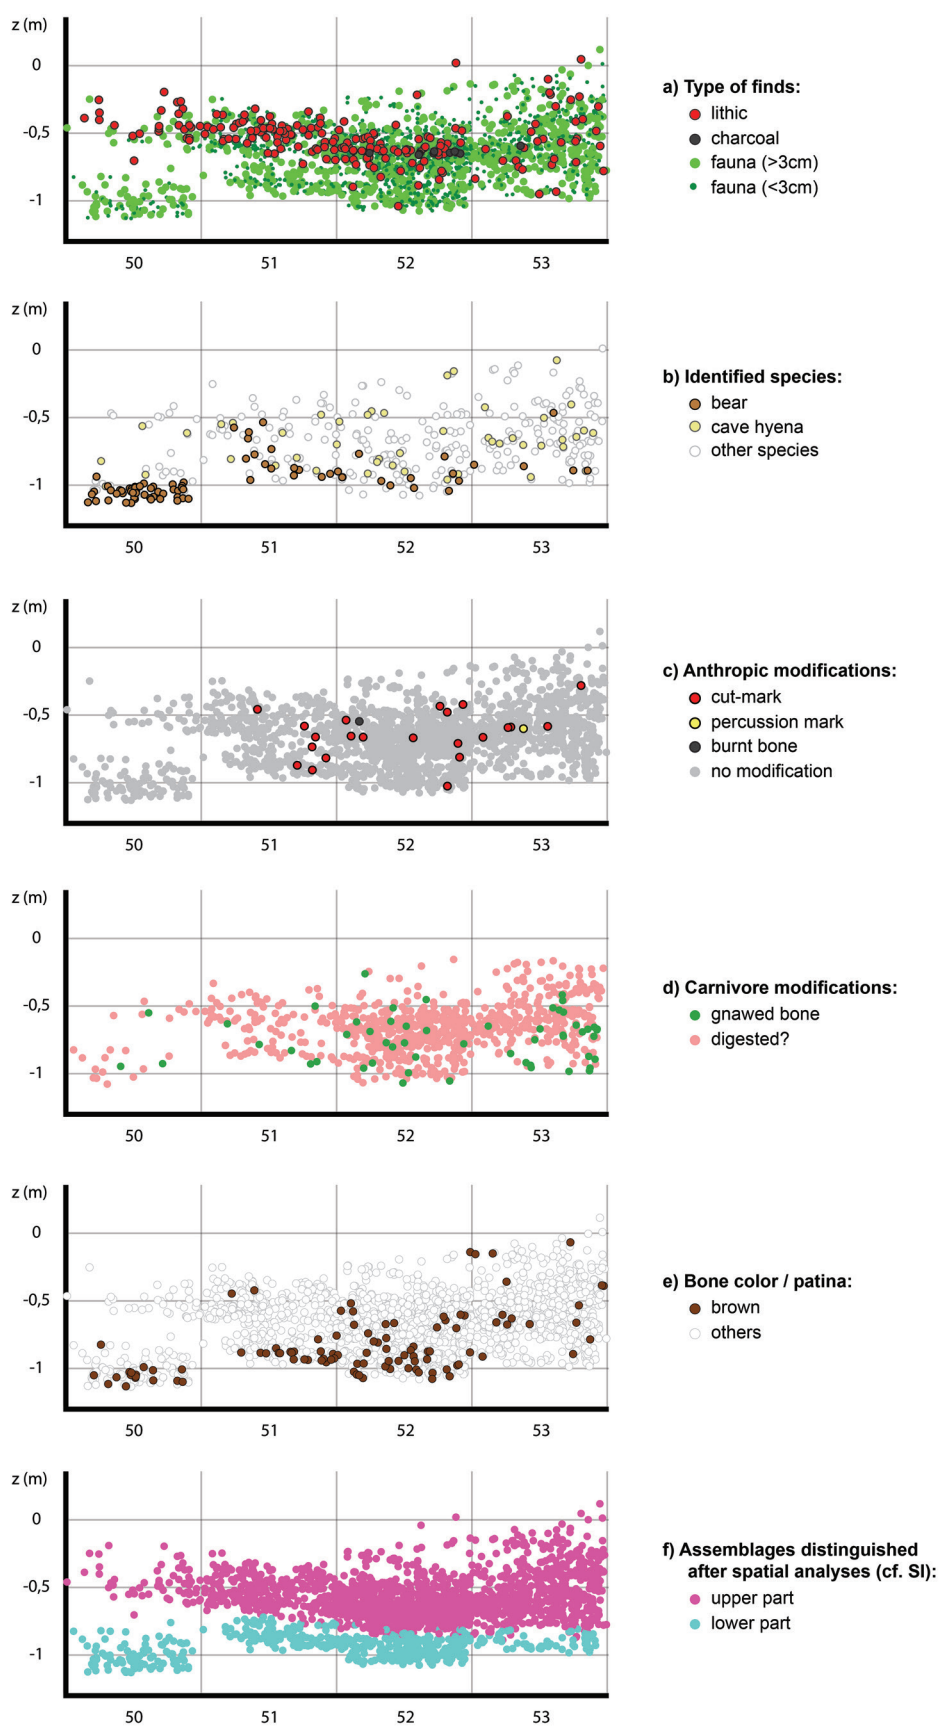 z (m)
0
-0,5
-1
50 51 52 53
a) Type of finds:
lithic
charcoal
fauna (>3cm)
fauna (<3cm)
z (m)
0
-0,5
-1
50 51 52 53
b) Identified species:
bear
cave hyena
other species
z (m)
0
-0,5
-1
50 51 52 53
c) Anthropic modifications:
cut-mark
percussion mark
burnt bone
no modification
z (m)
0
-0,5
-1
50 51 52 53
d) Carnivore modifications:
gnawed bone
digested?
z (m)
0
-0,5
-1
50 51 52 53
e) Bone color / patina:
brown
others
z (m)
0
-0,5
-1
50 51 52 53
f) Assemblages distinguished
after spatial analyses (cf. SI):
upper part
lower part